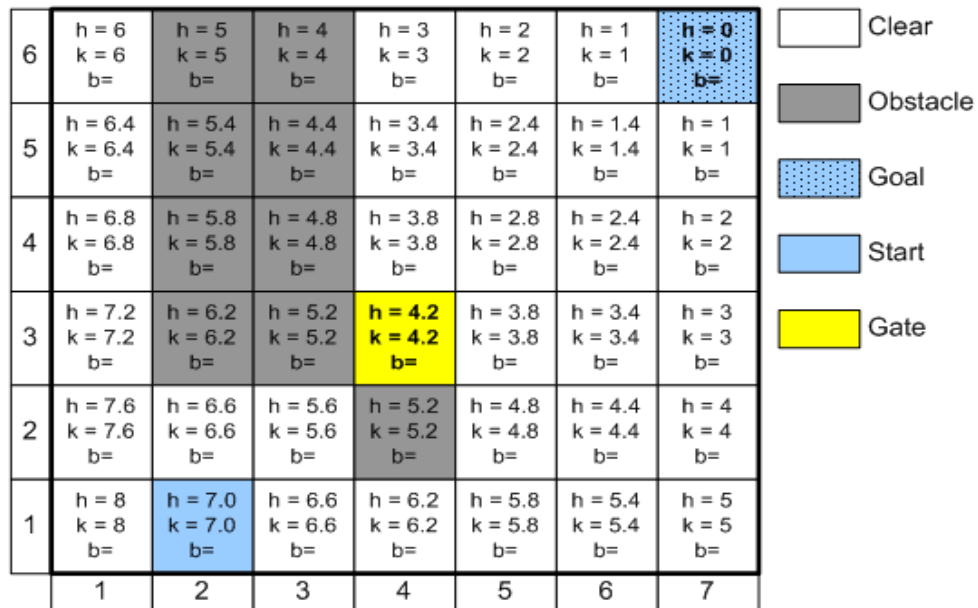 6
h = 6
k = 6
b=
h = 5
k = 5
b=
h = 4
k = 4
b=
h = 3
k = 3
b=
h = 2
k = 2
b=
h = 1
k = 1
b=
h = 0
k = 0
b=
5
h = 6.4
k = 6.4
b=
h = 5.4
k = 5.4
b=
h = 4.4
k = 4.4
b=
h = 3.4
k = 3.4
b=
h = 2.4
k = 2.4
b=
h = 1.4
k = 1.4
b=
h = 1
k = 1
b=
4
h = 6.8
k = 6.8
b=
h = 5.8
k = 5.8
b=
h = 4.8
k = 4.8
b=
h = 3.8
k = 3.8
b=
h = 2.8
k = 2.8
b=
h = 2.4
k = 2.4
b=
h = 2
k = 2
b=
3
h = 7.2
k = 7.2
b=
h = 6.2
k = 6.2
b=
h = 5.2
k = 5.2
b=
h = 4.2
k = 4.2
b=
h = 3.8
k = 3.8
b=
h = 3.4
k = 3.4
b=
h = 3
k = 3
b=
2
h = 7.6
k = 7.6
b=
h = 6.6
k = 6.6
b=
h = 5.6
k = 5.6
b=
h = 5.2
k = 5.2
b=
h = 4.8
k = 4.8
b=
h = 4.4
k = 4.4
b=
h = 4
k = 4
b=
1
h = 8
k = 8
b=
h = 7.0
k = 7.0
b=
h = 6.6
k = 6.6
b=
h = 6.2
k = 6.2
b=
h = 5.8
k = 5.8
b=
h = 5.4
k = 5.4
b=
h = 5
k = 5
b=
1
2
3
4
5
6
7
Clear
Obstacle
Goal
Start
Gate